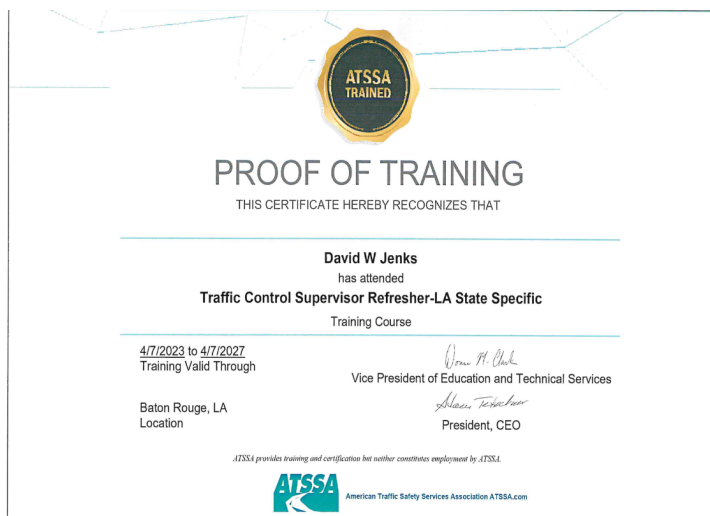 ATSSA
TRAINED
PROOF OF TRAINING
THIS CERTIFICATE HEREBY RECOGNIZES THAT
David W Jenks
has attended
Traffic Control Supervisor Refresher-LA State Specific
Training Course
4/7/2023 to 4/7/2027
Training Valid Through
Vice President of Education and Technical Services
Baton Rouge, LA
Location
President, CEO
ATSSA provides training and certification but neither constitutes employment by ATSSA.
ATSSA
American Traffic Safety Services Association ATSSA.com